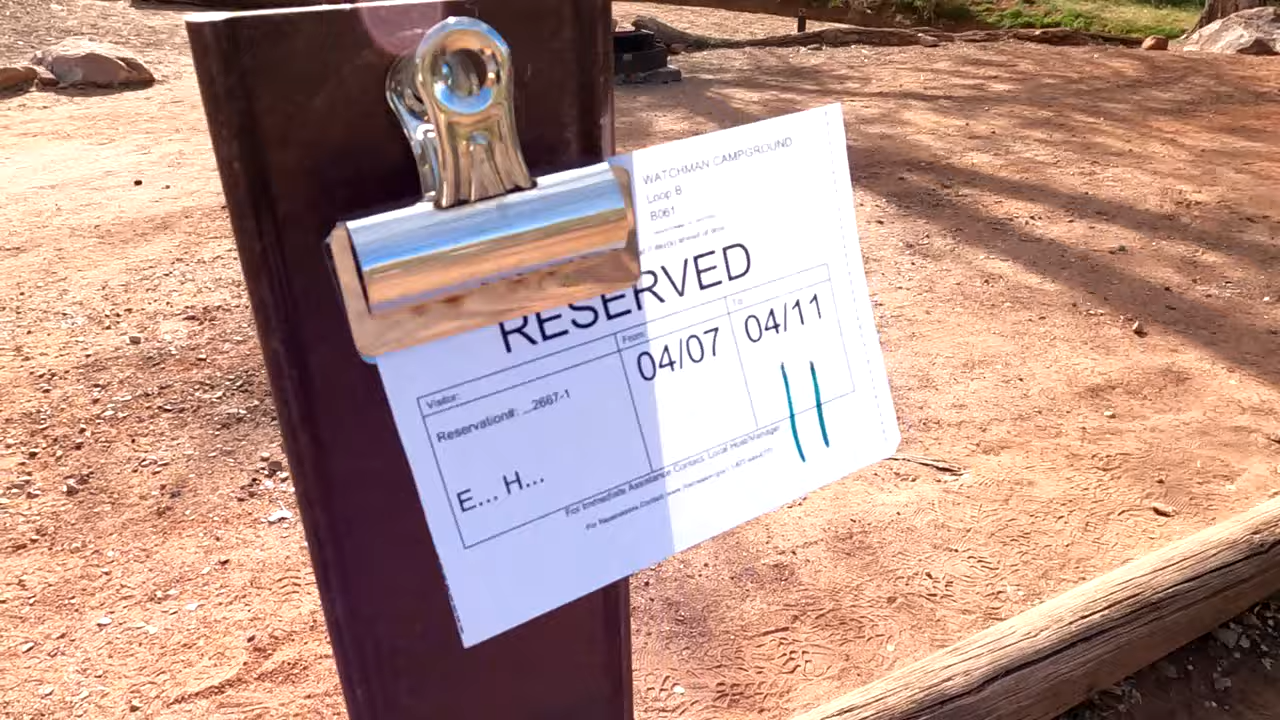 WATCHMAN CAMPGROUND
Loop B
B061
RESERVED
Visitor:
From:
To:
Reservation#: ...2667-1
04/07
04/11
E... H...
For Immediate Assistance Contact: Local Host/Manager